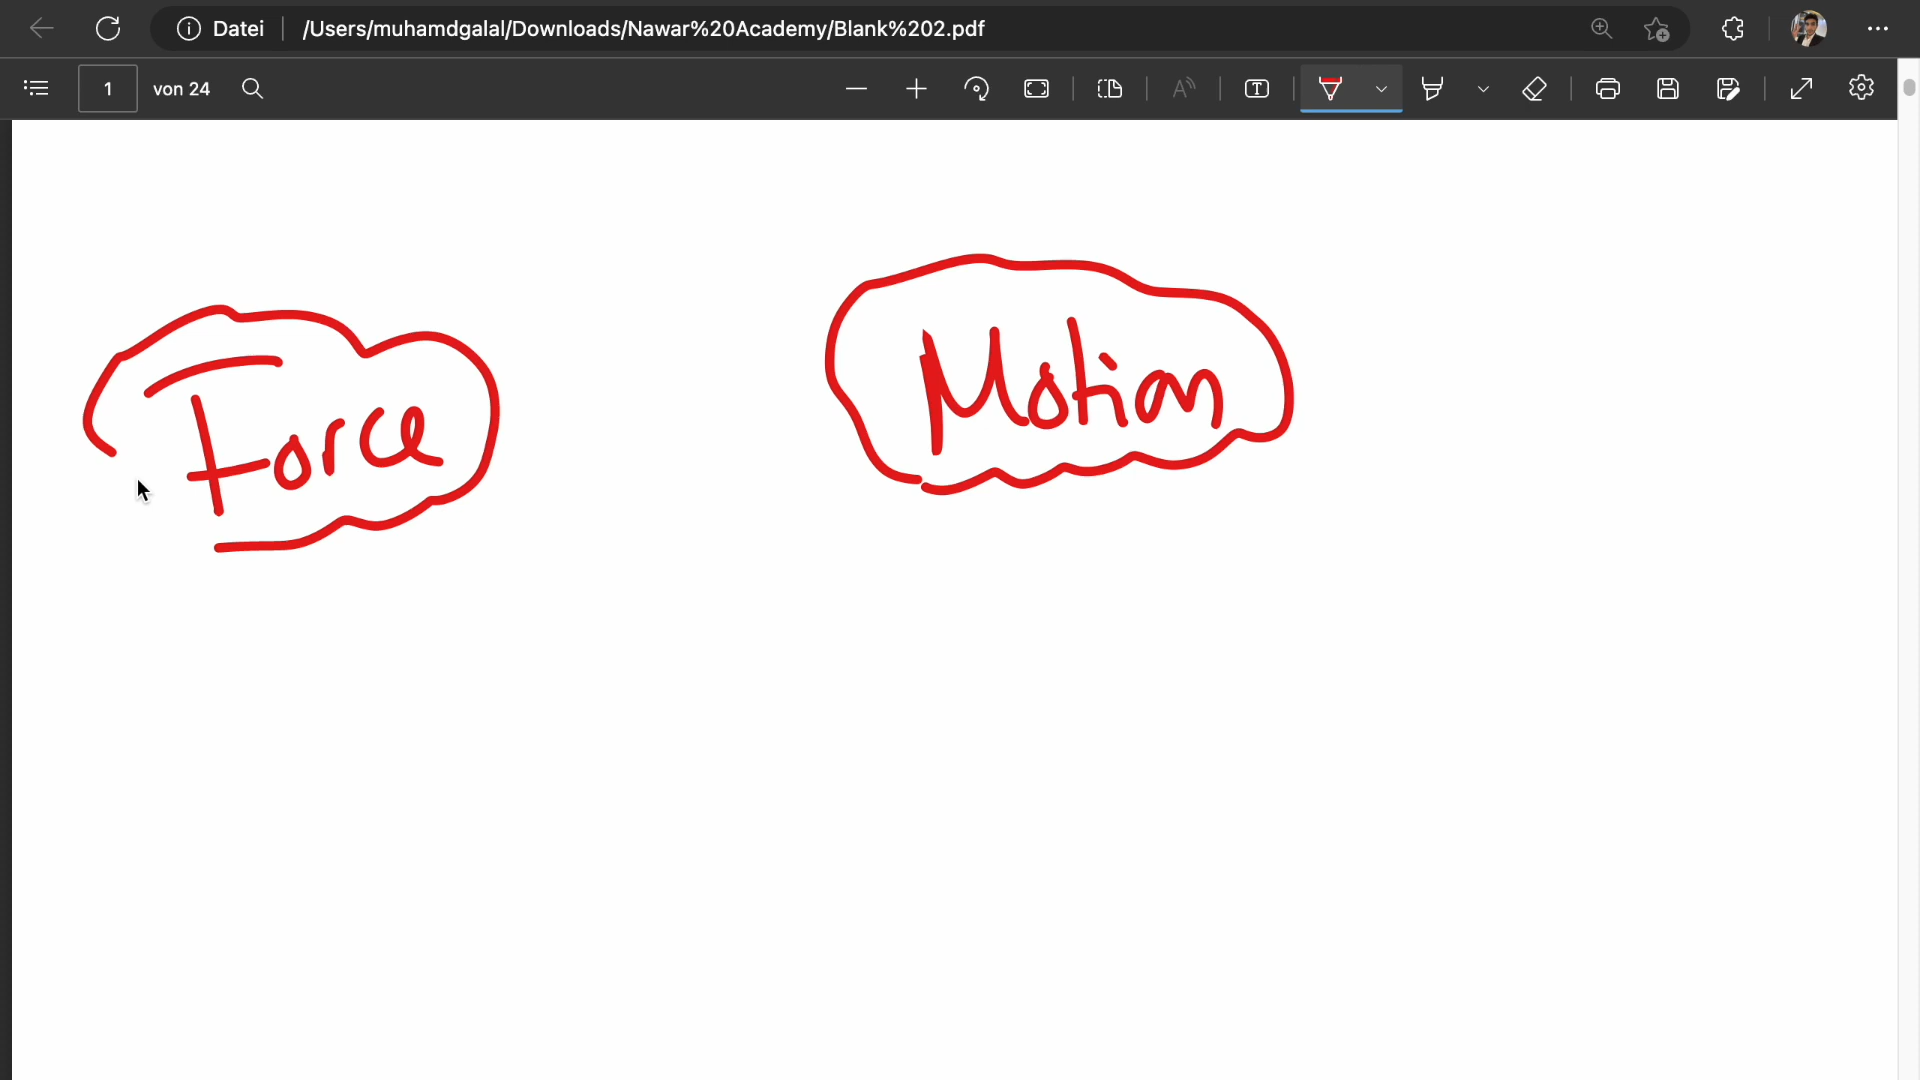 Datei /Users/muhamdgalal/Downloads/Nawar%20Academy/Blank%202.pdf
1 von 24
Force
Motion